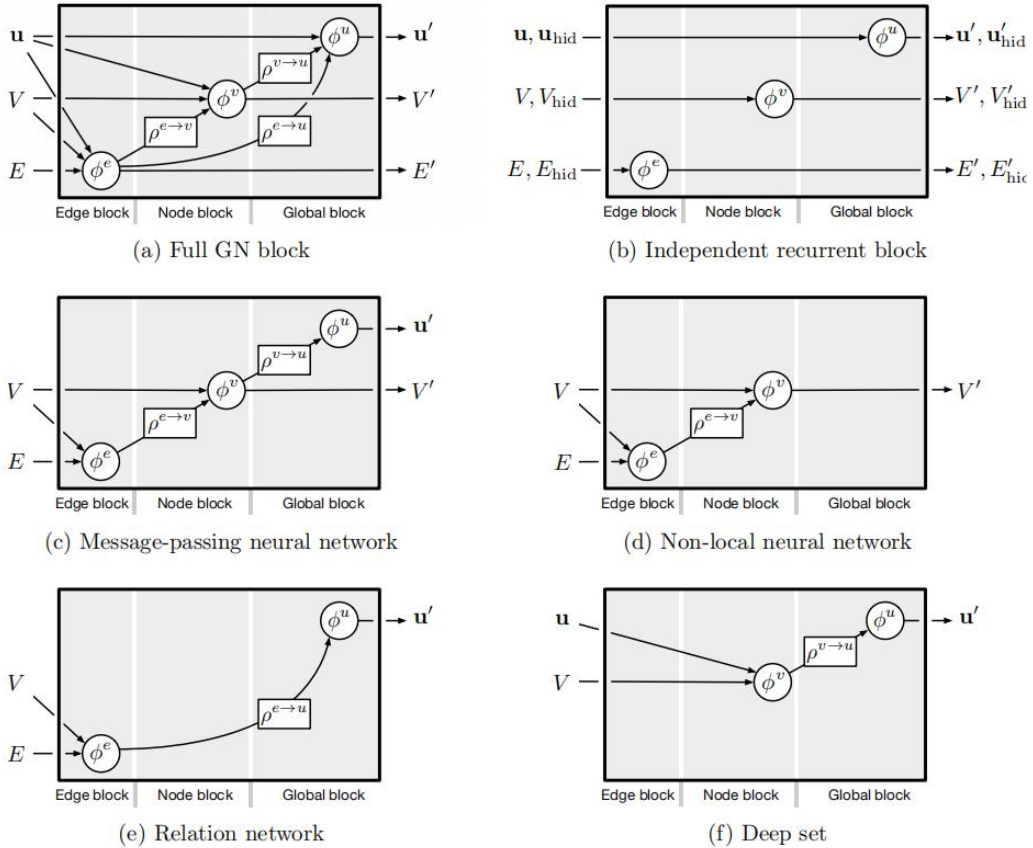 u
V
E
ϕ^e
ρ^{e→v}
ϕ^v
ρ^{v→u}
ρ^{e→u}
ϕ^u
u′
V′
E′
Edge block Node block Global block
(a) Full GN block
u, u_hid
V, V_hid
E, E_hid
ϕ^e
ϕ^v
ϕ^u
u′, u′_hid
V′, V′_hid
E′, E′_hid
Edge block Node block Global block
(b) Independent recurrent block
V
E
ϕ^e
ρ^{e→v}
ϕ^v
ρ^{v→u}
ϕ^u
u′
V′
Edge block Node block Global block
(c) Message-passing neural network
V
E
ϕ^e
ρ^{e→v}
ϕ^v
V′
Edge block Node block Global block
(d) Non-local neural network
V
E
ϕ^e
ρ^{e→u}
ϕ^u
u′
Edge block Node block Global block
(e) Relation network
u
V
ϕ^v
ρ^{v→u}
ϕ^u
u′
Edge block Node block Global block
(f) Deep set